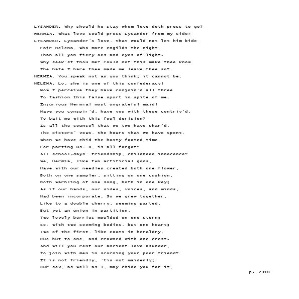 LYSANDER. Why should he stay whom love doth press to go?
HERMIA. What love could press Lysander from my side?
LYSANDER. Lysander's love, that would not let him bide-
Fair Helena, who more engilds the night
Than all yon fiery oes and eyes of light.
Why seek'st thou me? Could not this make thee know
The hate I bare thee made me leave thee so?
HERMIA. You speak not as you think; it cannot be.
HELENA. Lo, she is one of this confederacy!
Now I perceive they have conjoin'd all three
To fashion this false sport in spite of me.
Injurious Hermia! most ungrateful maid!
Have you conspir'd, have you with these contriv'd,
To bait me with this foul derision?
Is all the counsel that we two have shar'd,
The sisters' vows, the hours that we have spent,
When we have chid the hasty-footed time
For parting us- O, is all forgot?
All school-days' friendship, childhood innocence?
We, Hermia, like two artificial gods,
Have with our needles created both one flower,
Both on one sampler, sitting on one cushion,
Both warbling of one song, both in one key;
As if our hands, our sides, voices, and minds,
Had been incorporate. So we grew together,
Like to a double cherry, seeming parted,
But yet an union in partition,
Two lovely berries moulded on one stern;
So, with two seeming bodies, but one heart;
Two of the first, like coats in heraldry,
Due but to one, and crowned with one crest.
And will you rent our ancient love asunder,
To join with men in scorning your poor friend?
It is not friendly, 'tis not maidenly;
Our sex, as well as I, may chide you for it,